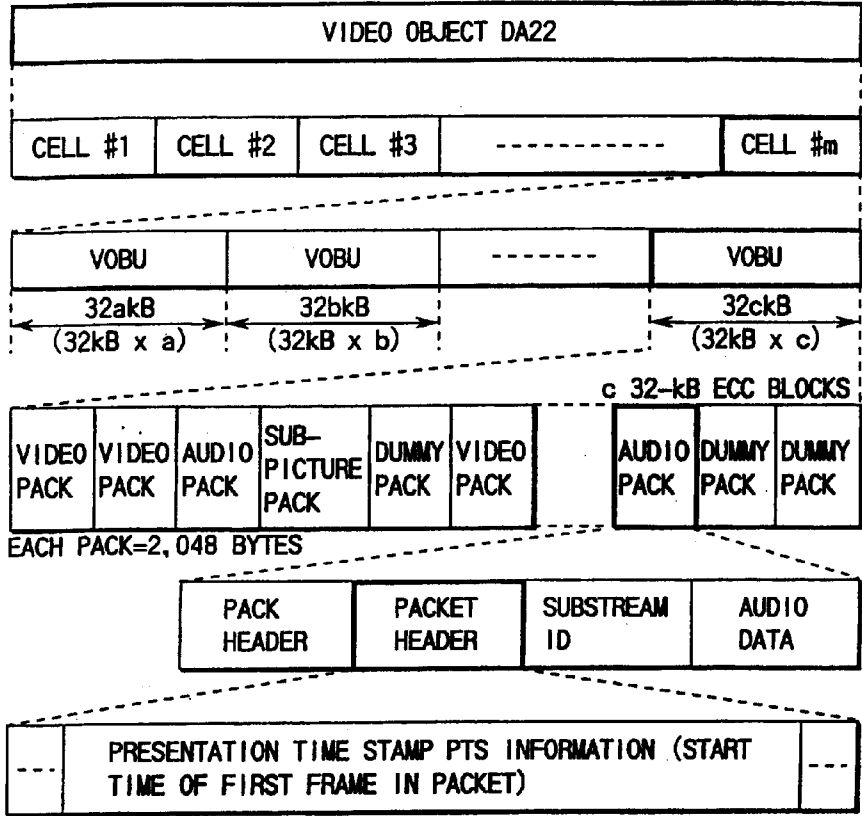 VIDEO OBJECT DA22
CELL #1 CELL #2 CELL #3 ----------- CELL #m
VOBU VOBU ------- VOBU
32akB 32bkB 32ckB
(32kB x a) (32kB x b) (32kB x c)
c 32-kB ECC BLOCKS
VIDEO PACK
VIDEO PACK
AUDIO PACK
SUB-
PICTURE
PACK
DUMMY PACK
VIDEO PACK
AUDIO PACK
DUMMY PACK
DUMMY PACK
EACH PACK=2,048 BYTES
PACK
HEADER
PACKET
HEADER
SUBSTREAM
ID
AUDIO
DATA
--- PRESENTATION TIME STAMP PTS INFORMATION (START ---
TIME OF FIRST FRAME IN PACKET)